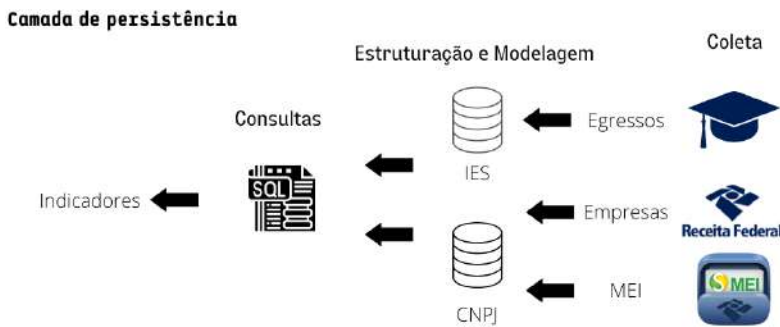 Camada de persistência
Coleta
Estruturação e Modelagem
Consultas
Egressos
IES
SQL
Indicadores
Empresas
Receita Federal
MEI
MEI
CNPJ